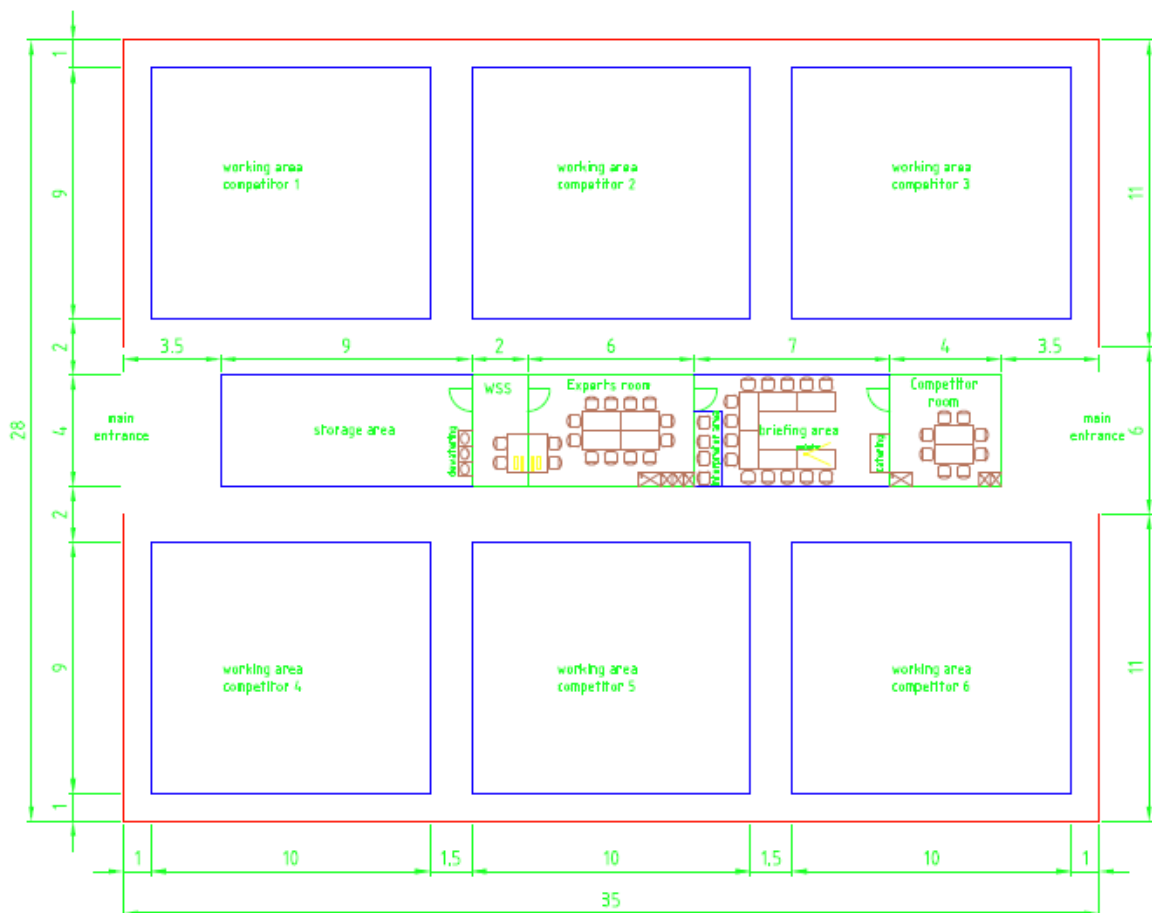 1
9
28
2
4
2
9
1
working area
competitor 1
working area
competitor 2
working area
competitor 3
11
3.5
9
2
6
7
4
3.5
main
entrance
storage area
WSS
Experts room
briefing area
Competitor
room
catering
main
entrance
6
working area
competitor 4
working area
competitor 5
working area
competitor 6
11
1
10
1,5
10
1,5
10
1
35